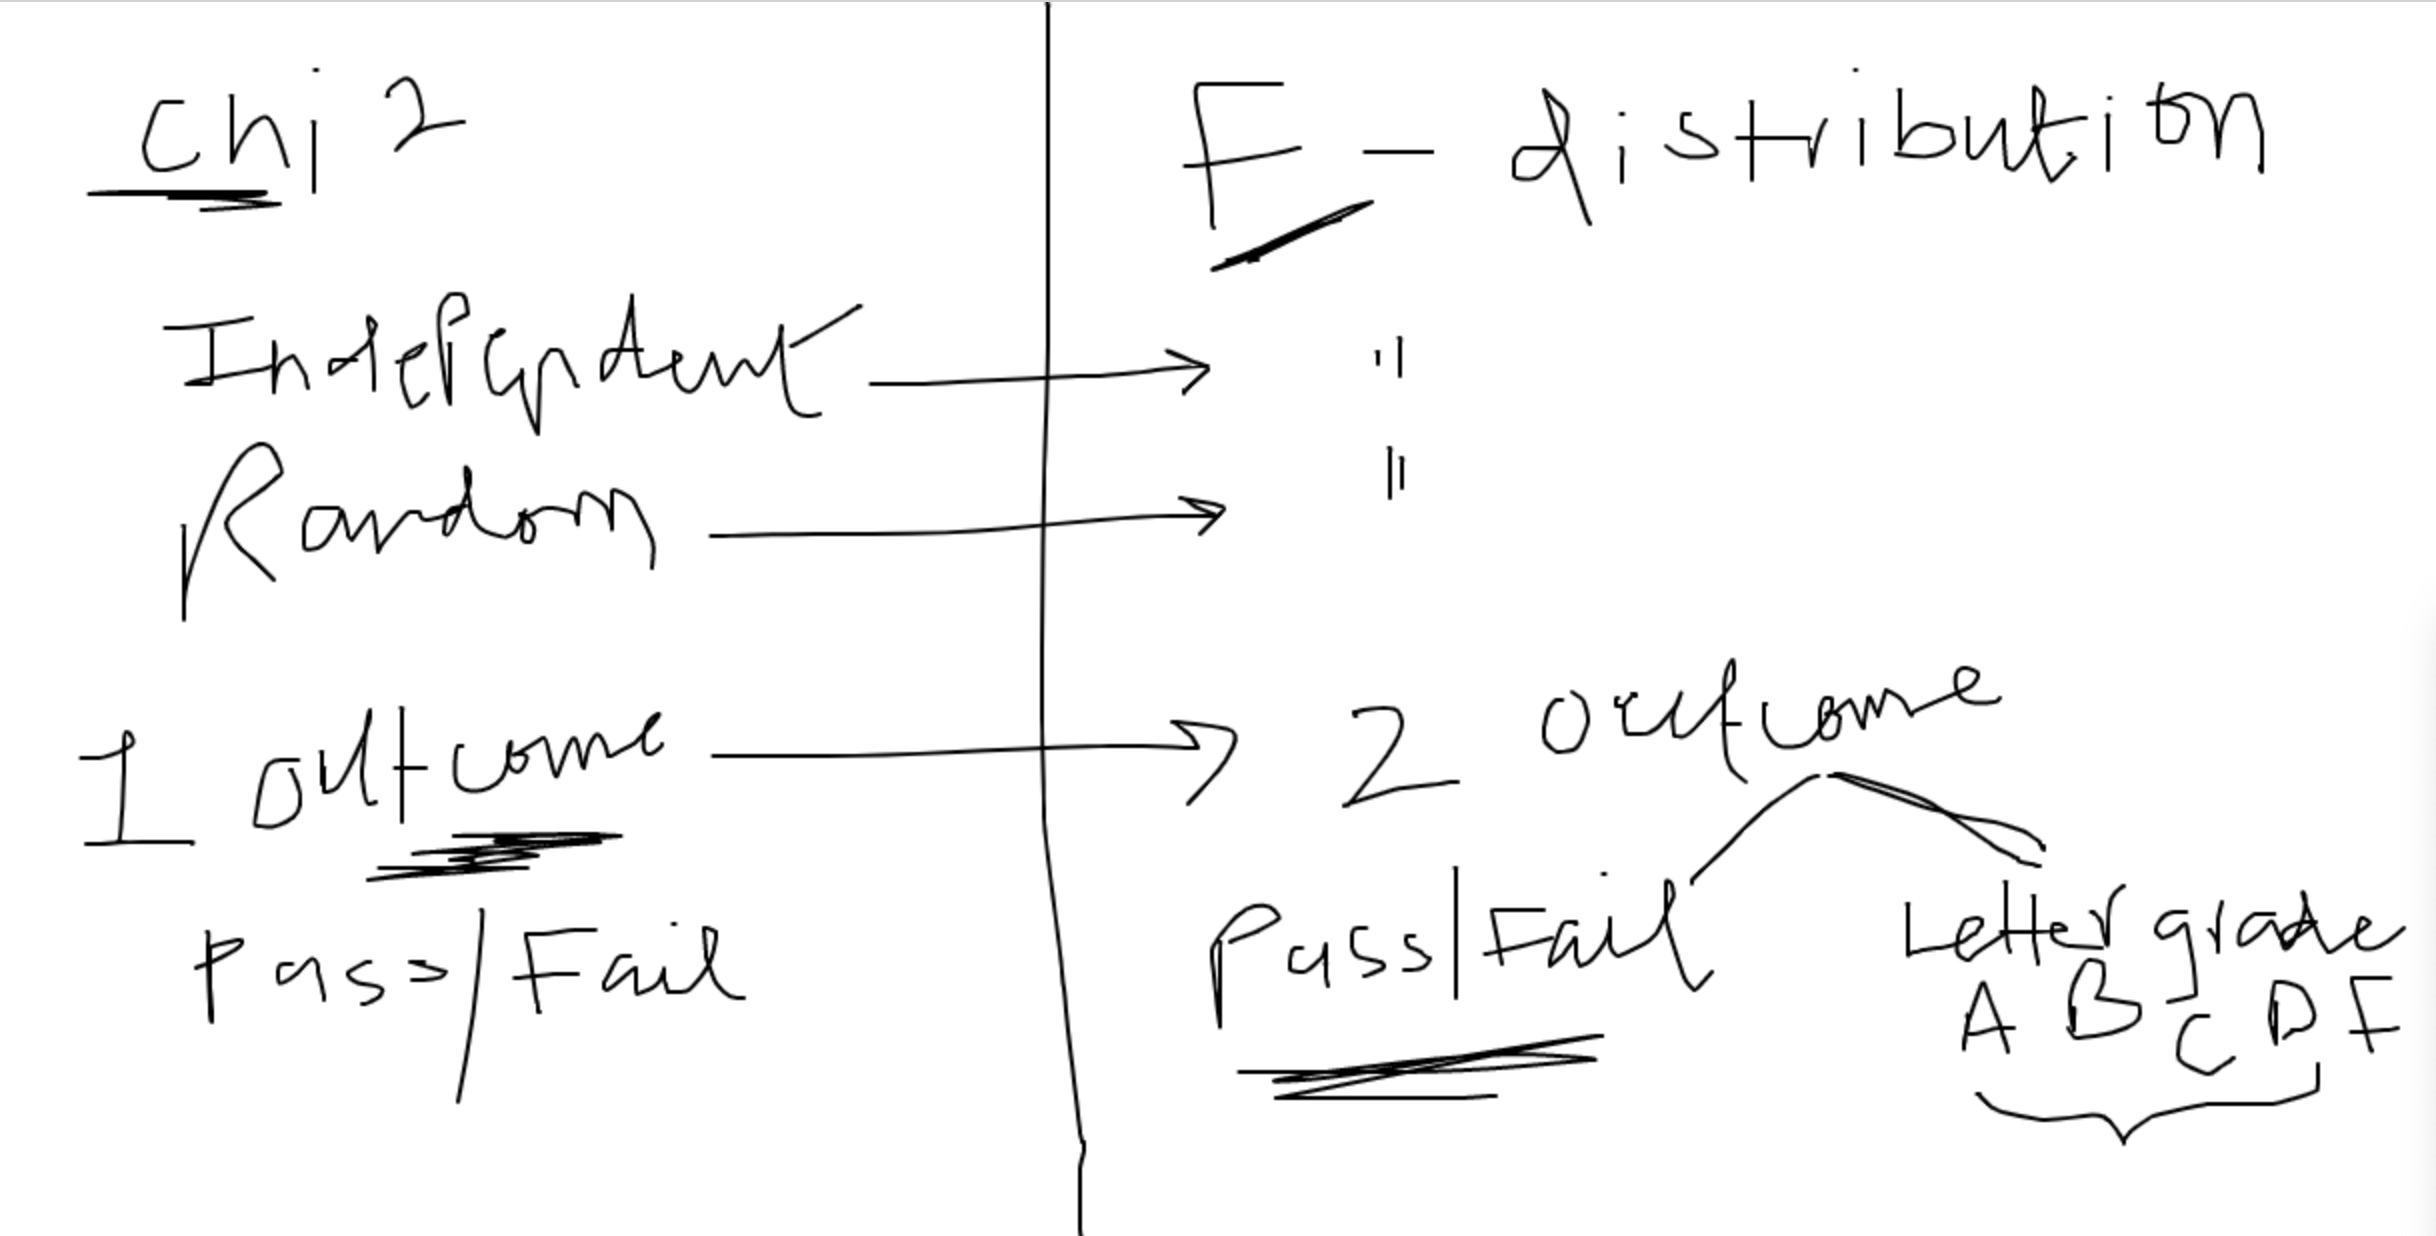 Chi 2
Independent
Random
1 outcome
Pass/Fail
F - distribution
"
"
2 outcome
Pass/Fail
Letter grade
A B C D F